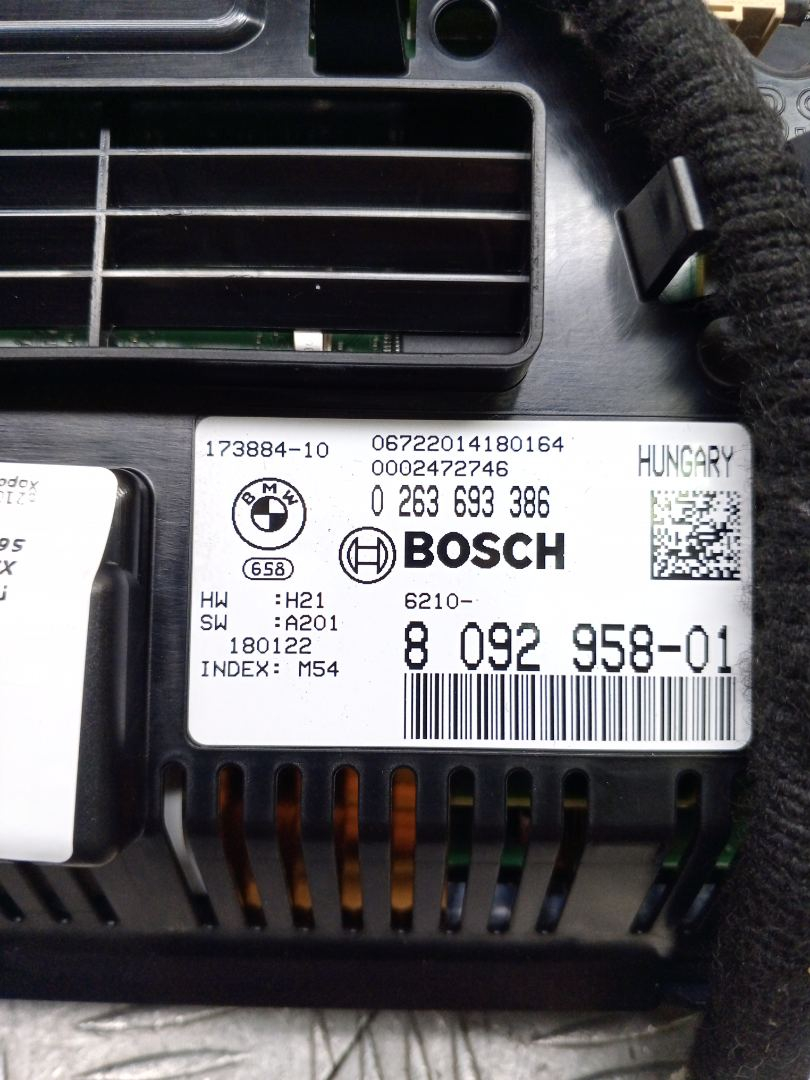 173884-10
06722014180164
0002472746
HUNGARY
0 263 693 386
BMW
BOSCH
658
HW :H21
SW :A201
180122
INDEX: M54
6210-
8 092 958-01